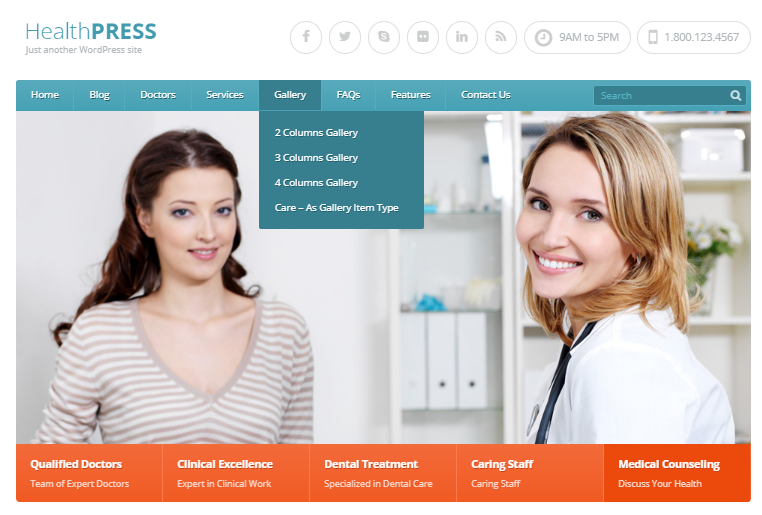 HealthPRESS
Just another WordPress site
9AM to 5PM
1.800.123.4567
Home Blog Doctors Services Gallery FAQs Features Contact Us Search
2 Columns Gallery
3 Columns Gallery
4 Columns Gallery
Care – As Gallery Item Type
Qualified Doctors
Team of Expert Doctors
Clinical Excellence
Expert in Clinical Work
Dental Treatment
Specialized in Dental Care
Caring Staff
Caring Staff
Medical Counseling
Discuss Your Health